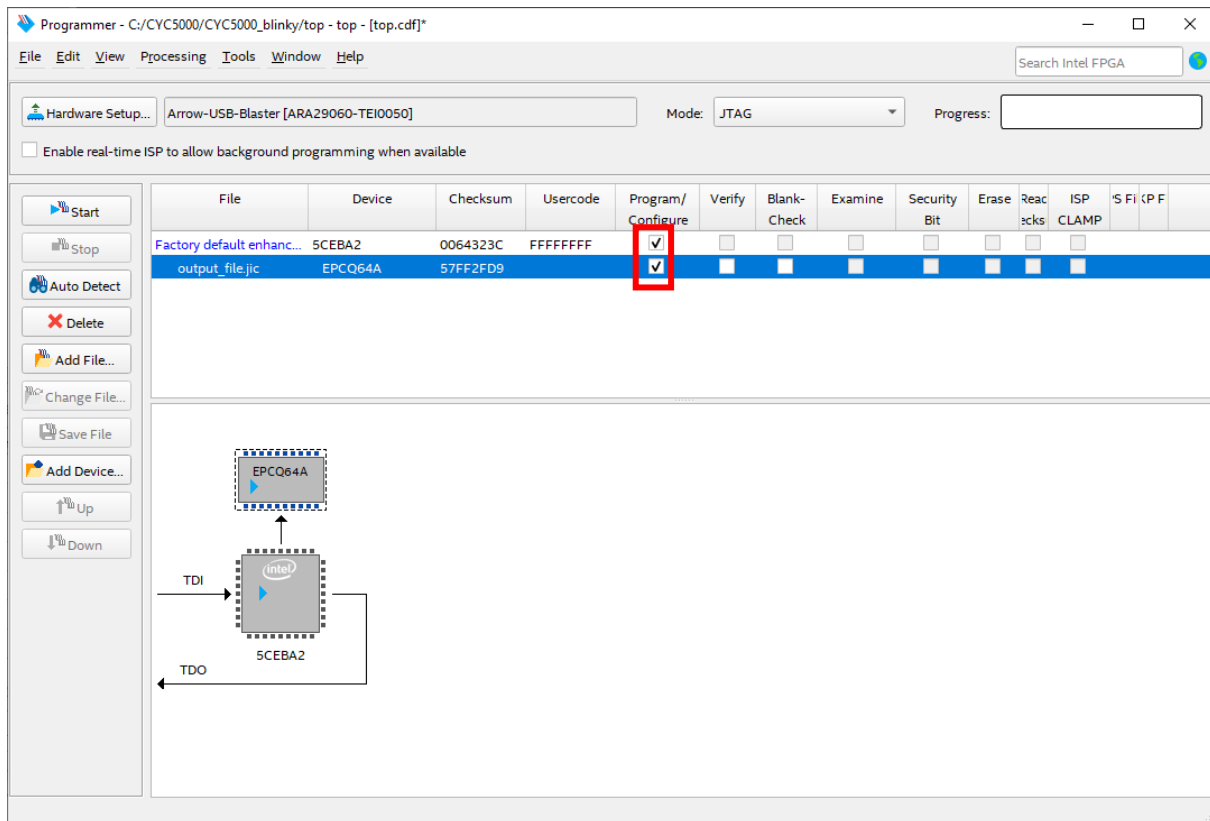 Programmer - C:/CYC5000/CYC5000_blinky/top - top - [top.cdf]*
File Edit View Processing Tools Window Help
Search Intel FPGA
Hardware Setup... Arrow-USB-Blaster [ARA29060-TEI0050] Mode: JTAG Progress:
Enable real-time ISP to allow background programming when available
File Device Checksum Usercode Program/ Verify Blank- Examine Security Erase Reac ISP 'S Fi KP F
Configure Check Bit ecks CLAMP
Factory default enhanc... 5CEBA2 0064323C FFFFFFFF
output_file.jic EPCQ64A 57FF2FD9
Start
Stop
Auto Detect
Delete
Add File...
Change File...
Save File
Add Device...
Up
Down
EPCQ64A
intel
TDI
5CEBA2
TDO